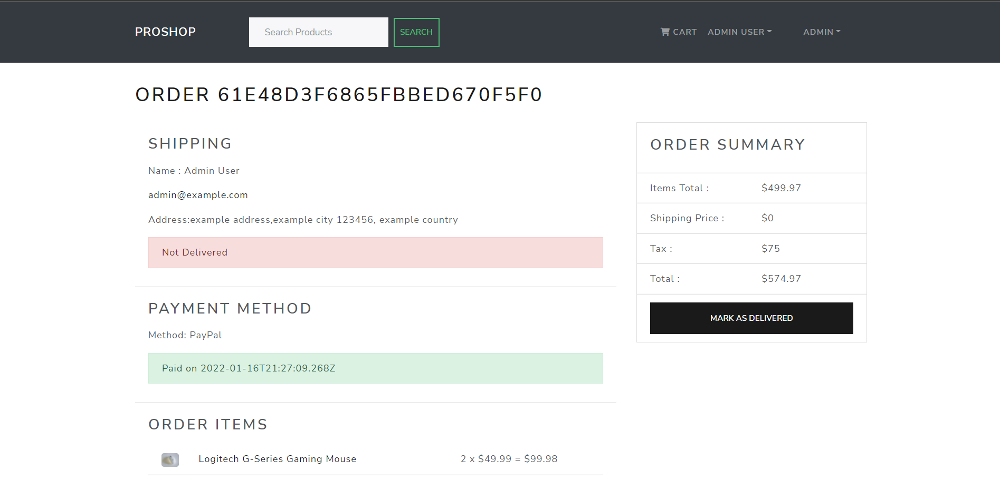 PROSHOP
Search Products
SEARCH
CART
ADMIN USER
ADMIN
ORDER 61E48D3F6865FBBED670F5F0
SHIPPING
Name : Admin User
admin@example.com
Address:example address,example city 123456, example country
Not Delivered
PAYMENT METHOD
Method: PayPal
Paid on 2022-01-16T21:27:09.268Z
ORDER ITEMS
Logitech G-Series Gaming Mouse 2 x $49.99 = $99.98
ORDER SUMMARY
Items Total : $499.97
Shipping Price : $0
Tax : $75
Total : $574.97
MARK AS DELIVERED